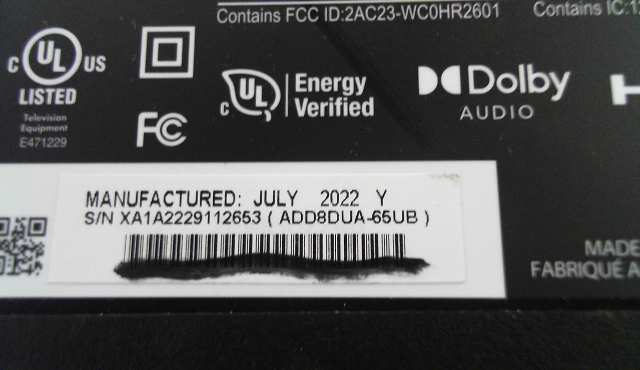 Contains FCC ID:2AC23-WC0HR2601
Contains IC:12
C UL US
LISTED
Television
Equipment
E471229
FC
C UL
Energy
Verified
Dolby
AUDIO
MANUFACTURED: JULY 2022 Y
S/N XA1A2229112653 ( ADD8DUA-65UB )
MADE
FABRIQUÉ A